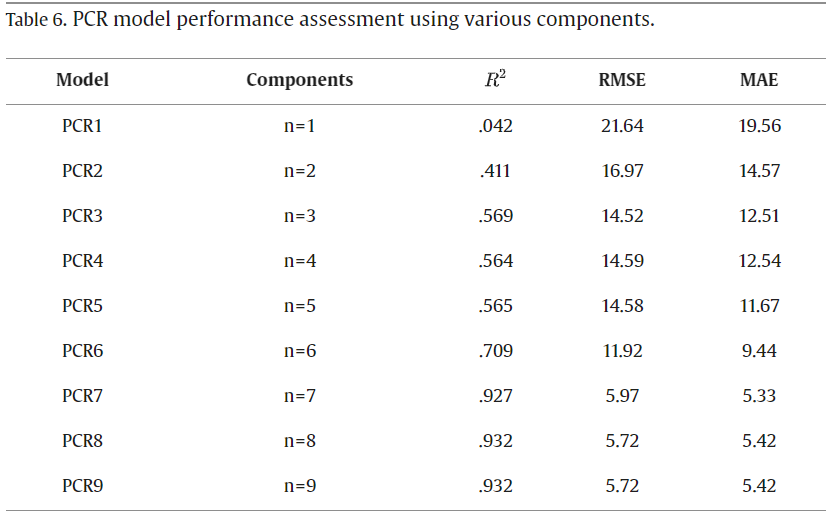 Table 6. PCR model performance assessment using various components.
Model Components R² RMSE MAE
PCR1 n=1 .042 21.64 19.56
PCR2 n=2 .411 16.97 14.57
PCR3 n=3 .569 14.52 12.51
PCR4 n=4 .564 14.59 12.54
PCR5 n=5 .565 14.58 11.67
PCR6 n=6 .709 11.92 9.44
PCR7 n=7 .927 5.97 5.33
PCR8 n=8 .932 5.72 5.42
PCR9 n=9 .932 5.72 5.42